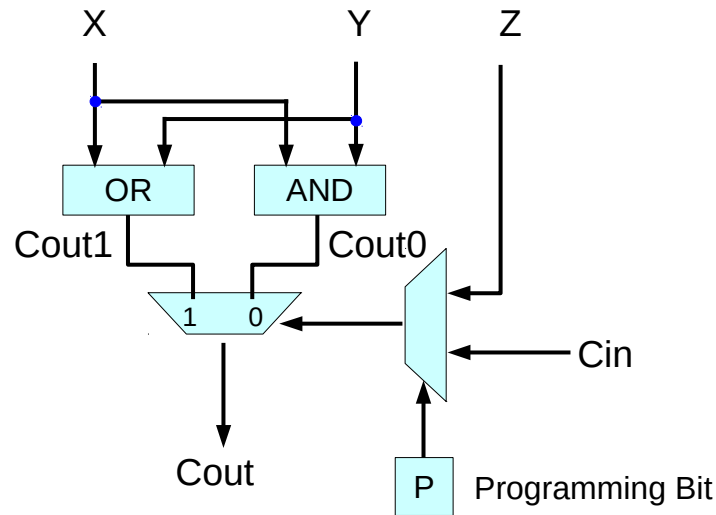 X Y Z
OR AND
Cout1 Cout0
1 0
Cin
Cout
P Programming Bit